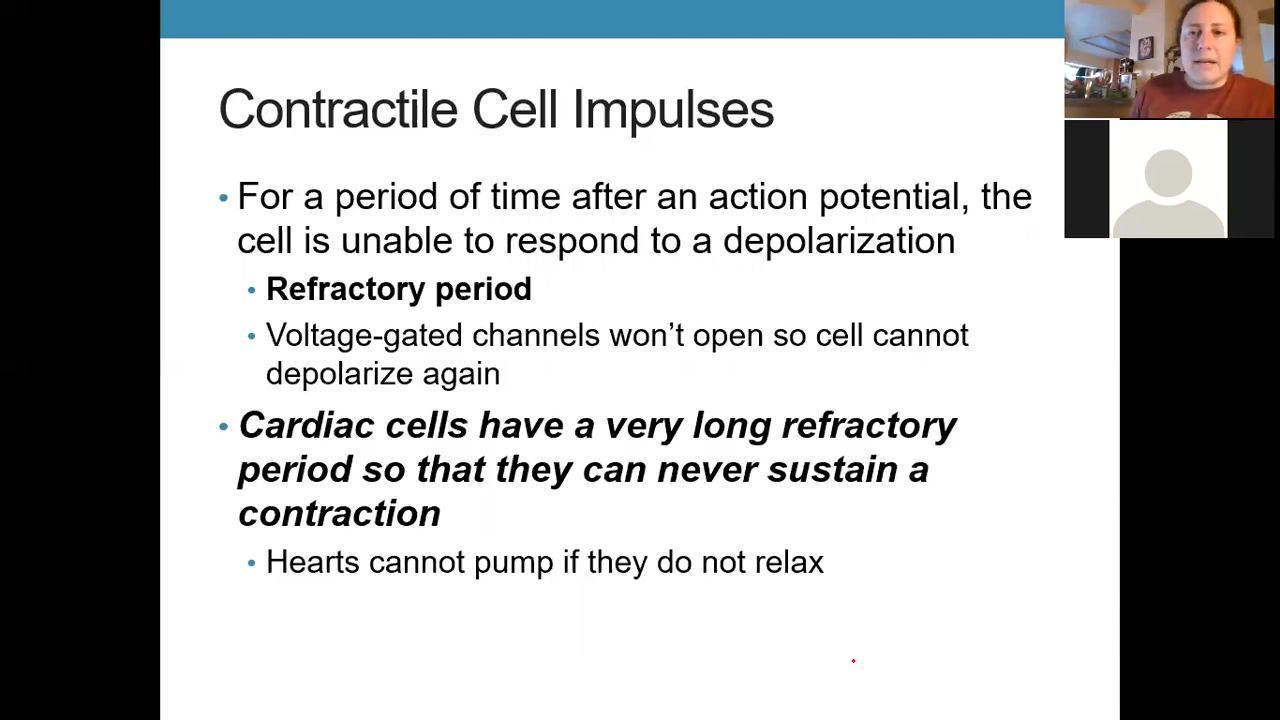 Contractile Cell Impulses
• For a period of time after an action potential, the
cell is unable to respond to a depolarization
• Refractory period
• Voltage-gated channels won’t open so cell cannot
depolarize again
• Cardiac cells have a very long refractory
period so that they can never sustain a
contraction
• Hearts cannot pump if they do not relax